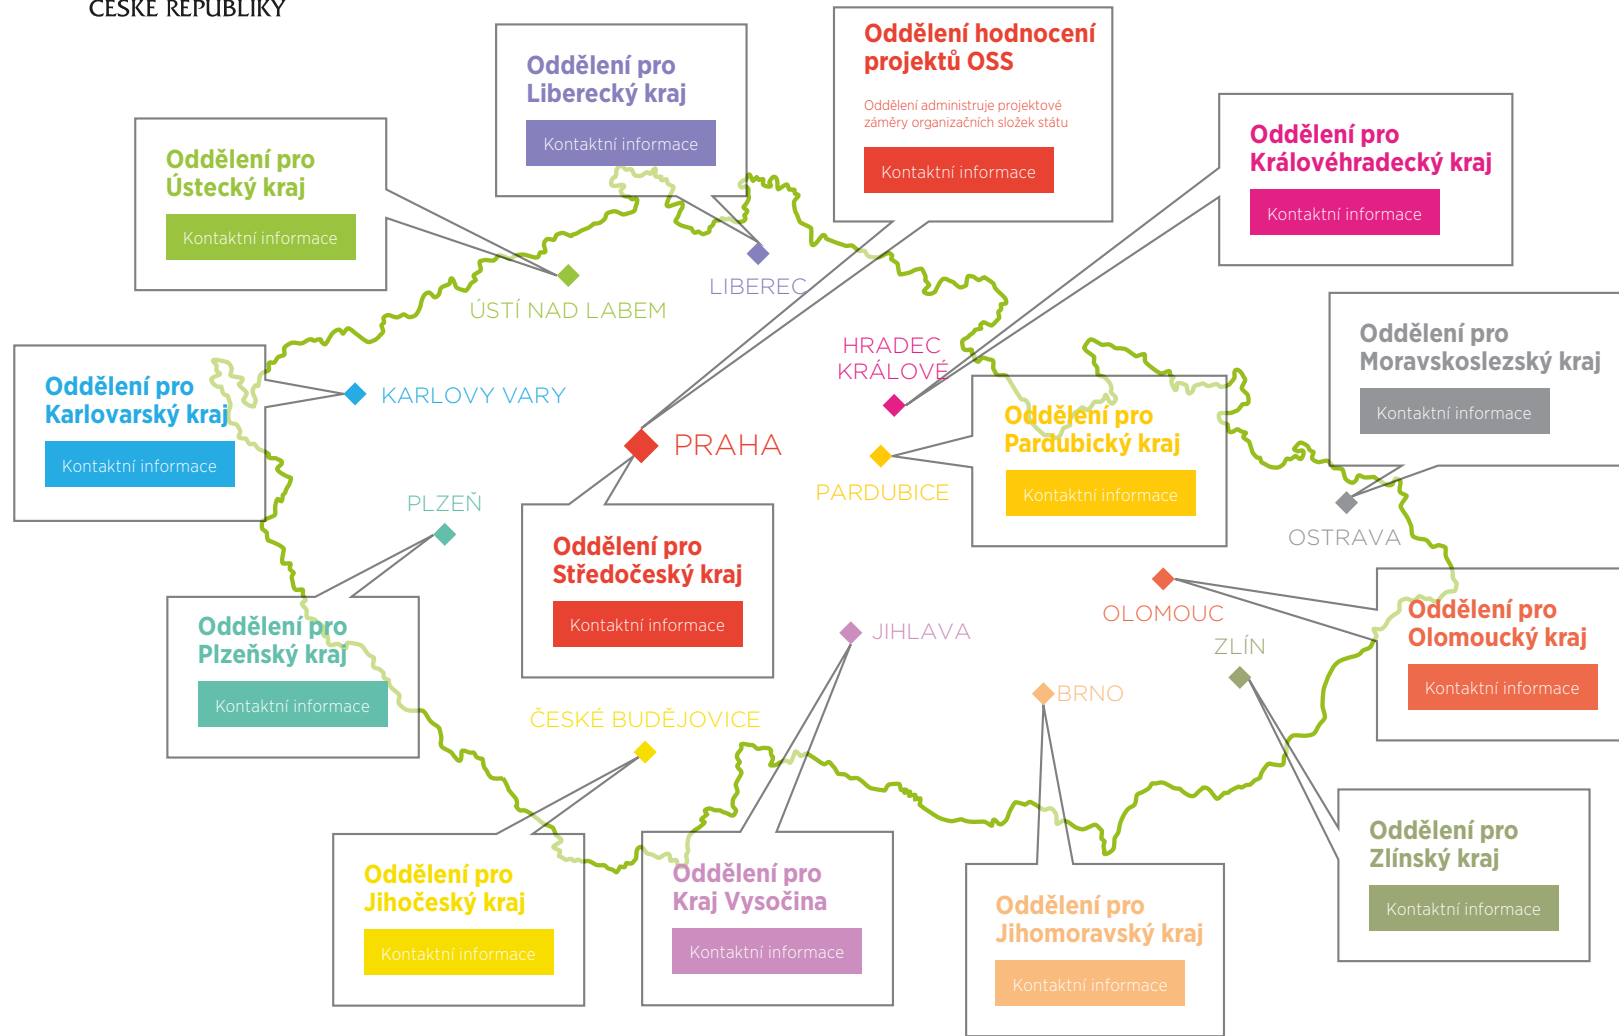 ČESKÉ REPUBLIKY
Oddělení hodnocení
projektů OSS
Oddělení administruje projektové
záměry organizačních složek státu
Kontaktní informace
Oddělení pro
Liberecký kraj
Kontaktní informace
Oddělení pro
Královéhradecký kraj
Kontaktní informace
Oddělení pro
Ústecký kraj
Kontaktní informace
LIBEREC
ÚSTÍ NAD LABEM
HRADEC
KRÁLOVÉ
Oddělení pro
Moravskoslezský kraj
Kontaktní informace
Oddělení pro
Karlovarský kraj
Kontaktní informace
KARLOVY VARY
PRAHA
Oddělení pro
Pardubický kraj
Kontaktní informace
PARDUBICE
PLZEŇ
OSTRAVA
Oddělení pro
Středočeský kraj
Kontaktní informace
OLOMOUC
Oddělení pro
Olomoucký kraj
Kontaktní informace
Oddělení pro
Plzeňský kraj
Kontaktní informace
JIHLAVA
ZLÍN
BRNO
ČESKÉ BUDĚJOVICE
Oddělení pro
Zlínský kraj
Kontaktní informace
Oddělení pro
Jihočeský kraj
Kontaktní informace
Oddělení pro
Kraj Vysočina
Kontaktní informace
Oddělení pro
Jihomoravský kraj
Kontaktní informace